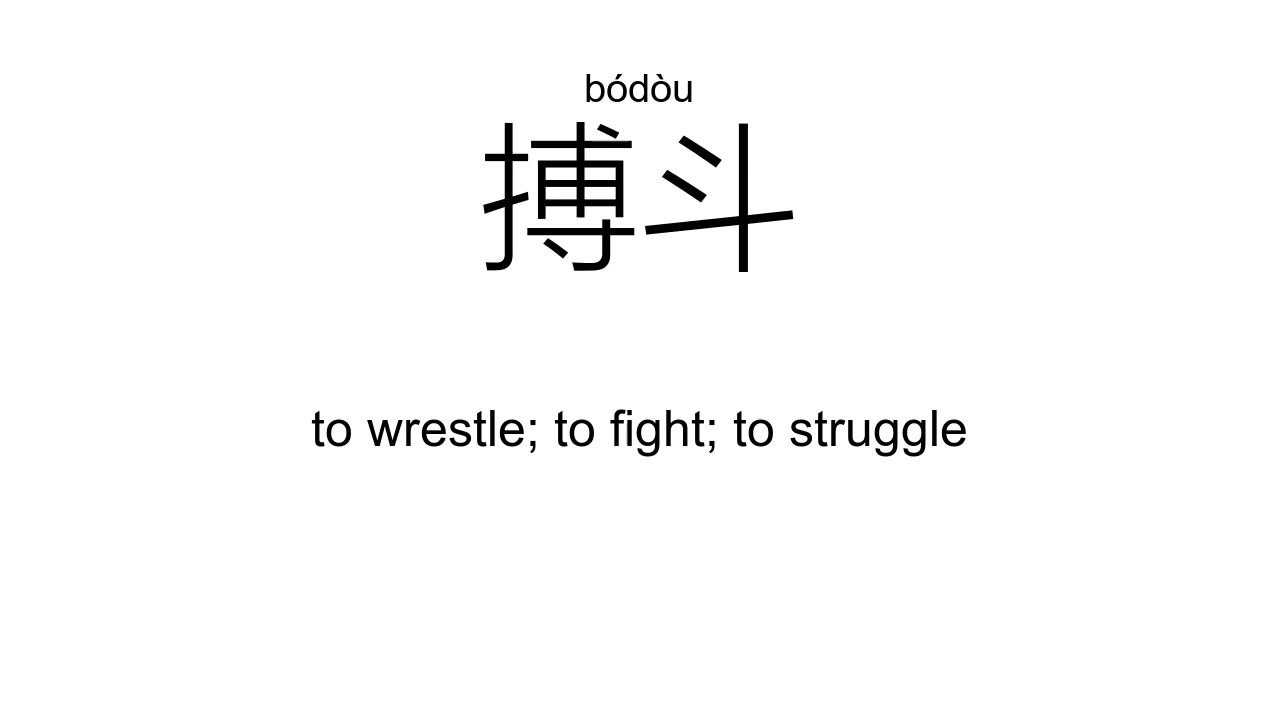 bódòu
搏斗
to wrestle; to fight; to struggle